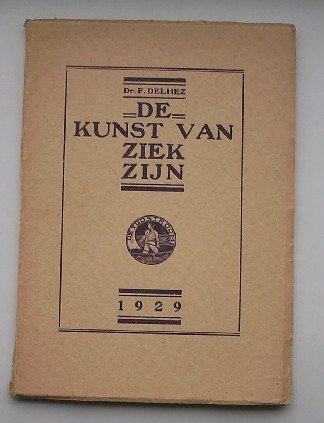 Dr. F. DELHEZ
DE
KUNST VAN
ZIEK
ZIJN
1929